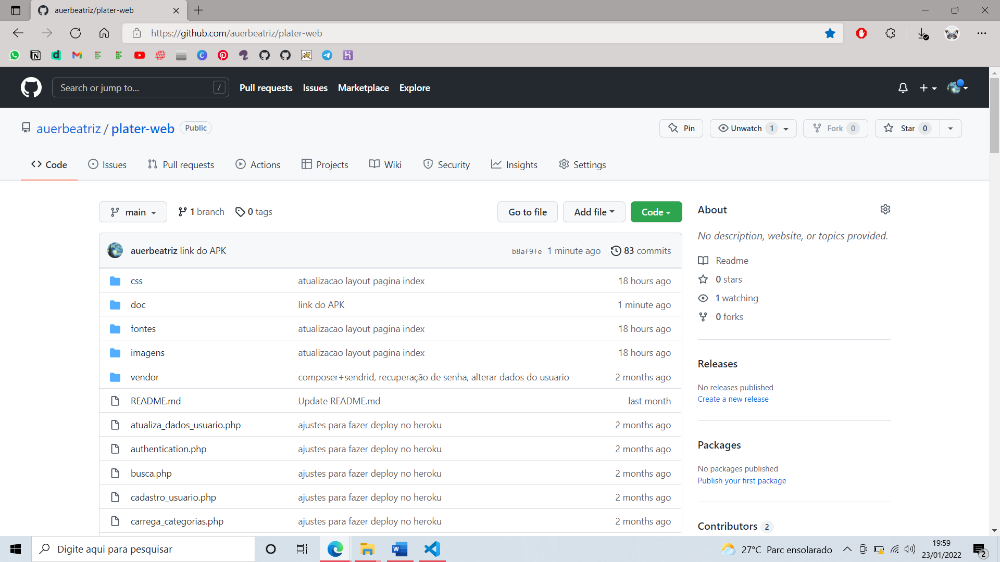 auerbeatriz/plater-web
https://github.com/auerbeatriz/plater-web
Search or jump to... /
Pull requests Issues Marketplace Explore
auerbeatriz / plater-web Public
Pin Unwatch 1 Fork 0 Star 0
Code Issues Pull requests Actions Projects Wiki Security Insights Settings
main 1 branch 0 tags Go to file Add file Code
auerbeatriz link do APK b8af9fe 1 minute ago 83 commits
css atualizacao layout pagina index 18 hours ago
doc link do APK 1 minute ago
fontes atualizacao layout pagina index 18 hours ago
imagens atualizacao layout pagina index 18 hours ago
vendor composer+sendrid, recuperação de senha, alterar dados do usuario 2 months ago
README.md Update README.md last month
atualiza_dados_usuario.php ajustes para fazer deploy no heroku 2 months ago
authentication.php ajustes para fazer deploy no heroku 2 months ago
busca.php ajustes para fazer deploy no heroku 2 months ago
cadastro_usuario.php ajustes para fazer deploy no heroku 2 months ago
carrega_categorias.php ajustes para fazer deploy no heroku 2 months ago
About
No description, website, or topics provided.
Readme
0 stars
1 watching
0 forks
Releases
No releases published
Create a new release
Packages
No packages published
Publish your first package
Contributors 2
Digite aqui para pesquisar
27°C Parc ensolarado
19:59
23/01/2022
2